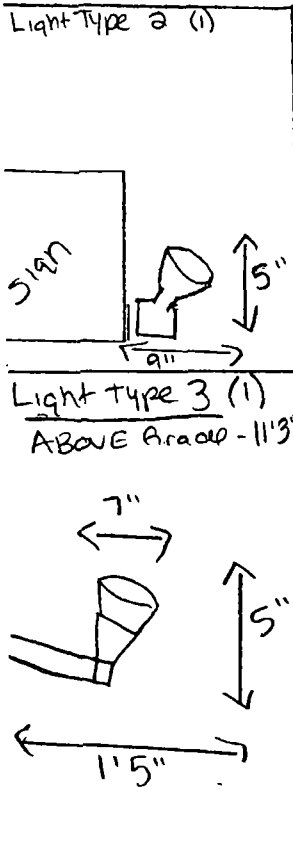 Light Type 2 (1)
Sign
5"
9"
Light Type 3 (1)
ABOVE Grade - 11'3"
7"
5"
1'5"